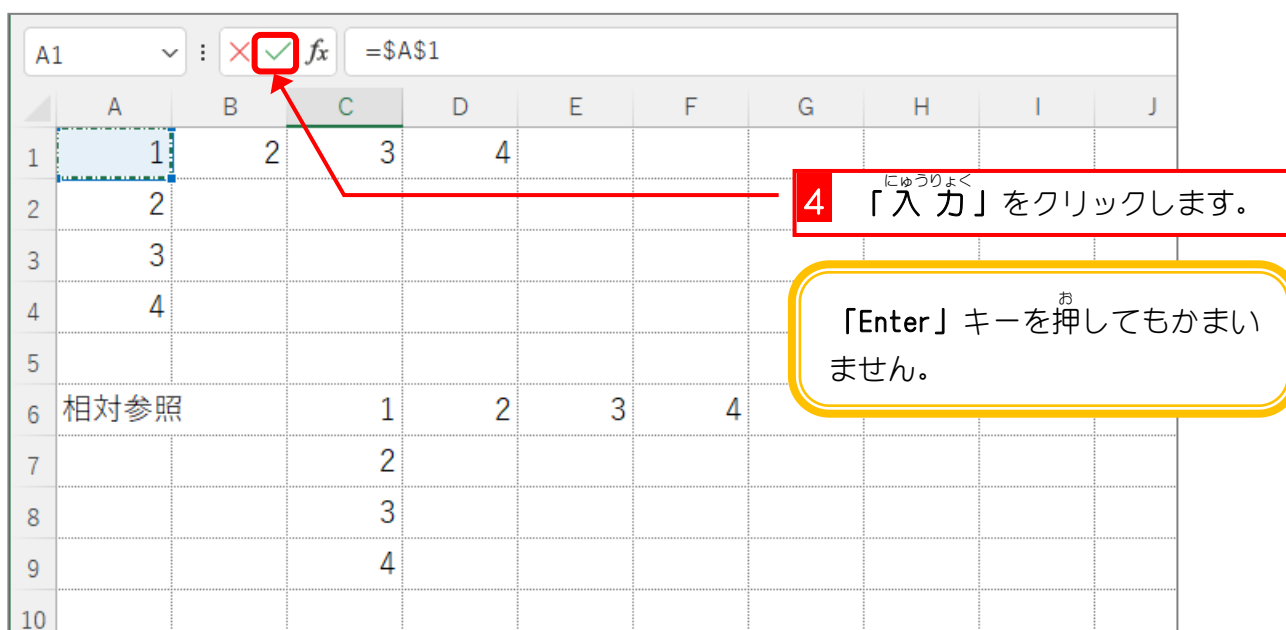 A1 fx =$A$1
A B C D E F G H I J
1 1 2 3 4
2 2
3 3
4 4
5
6 相対参照 1 2 3 4
7 2
8 3
9 4
10
4 「入力」をクリックします。
にゅうりょく
「Enter」キーを押してもかまい
お
ません。